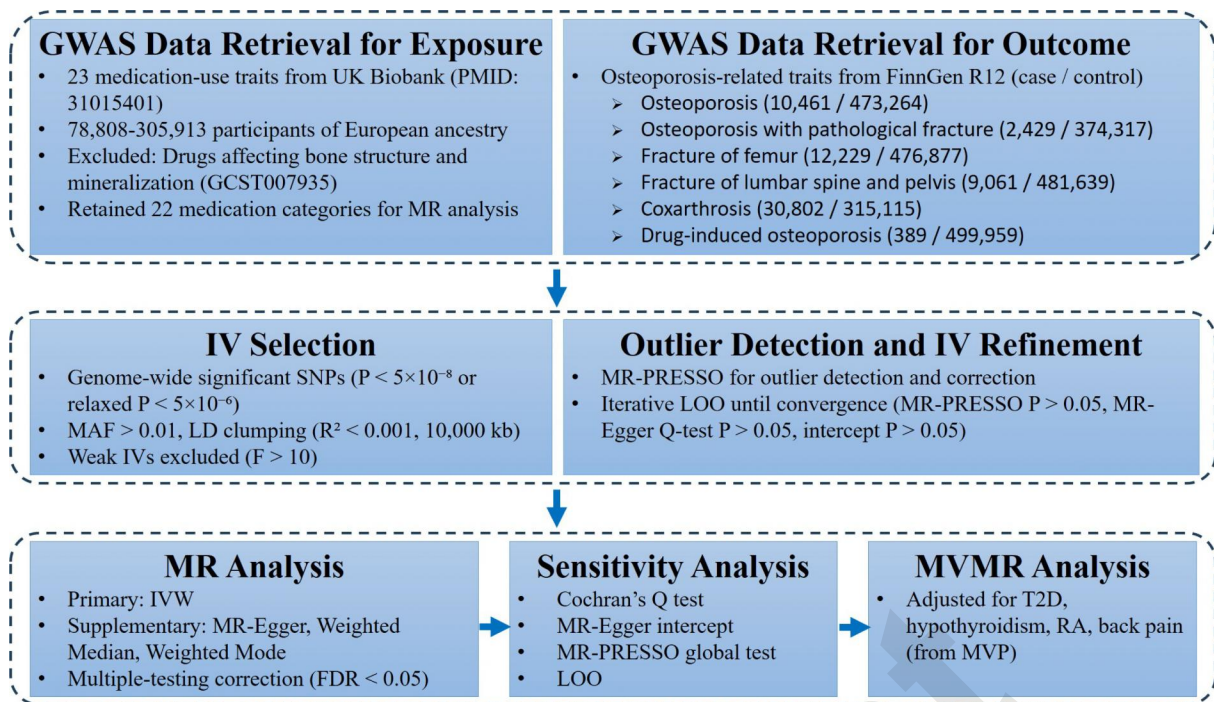 GWAS Data Retrieval for Exposure
• 23 medication-use traits from UK Biobank (PMID:
31015401)
• 78,808-305,913 participants of European ancestry
• Excluded: Drugs affecting bone structure and
mineralization (GCST007935)
• Retained 22 medication categories for MR analysis
GWAS Data Retrieval for Outcome
• Osteoporosis-related traits from FinnGen R12 (case / control)
➢ Osteoporosis (10,461 / 473,264)
➢ Osteoporosis with pathological fracture (2,429 / 374,317)
➢ Fracture of femur (12,229 / 476,877)
➢ Fracture of lumbar spine and pelvis (9,061 / 481,639)
➢ Coxarthrosis (30,802 / 315,115)
➢ Drug-induced osteoporosis (389 / 499,959)
IV Selection
• Genome-wide significant SNPs (P < 5×10⁻⁸ or
relaxed P < 5×10⁻⁶)
• MAF > 0.01, LD clumping (R² < 0.001, 10,000 kb)
• Weak IVs excluded (F > 10)
Outlier Detection and IV Refinement
• MR-PRESSO for outlier detection and correction
• Iterative LOO until convergence (MR-PRESSO P > 0.05, MR-
Egger Q-test P > 0.05, intercept P > 0.05)
MR Analysis
• Primary: IVW
• Supplementary: MR-Egger, Weighted
Median, Weighted Mode
• Multiple-testing correction (FDR < 0.05)
Sensitivity Analysis
• Cochran's Q test
• MR-Egger intercept
• MR-PRESSO global test
• LOO
MVMR Analysis
• Adjusted for T2D,
hypothyroidism, RA, back pain
(from MVP)